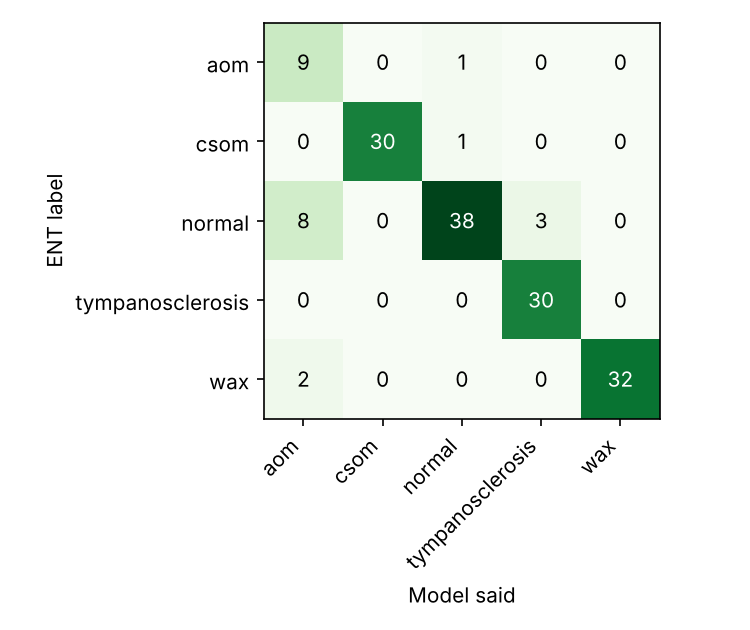 aom 9 0 1 0 0
csom 0 30 1 0 0
ENT label
normal 8 0 38 3 0
tympanosclerosis 0 0 0 30 0
wax 2 0 0 0 32
aom csom normal tympanosclerosis wax
Model said